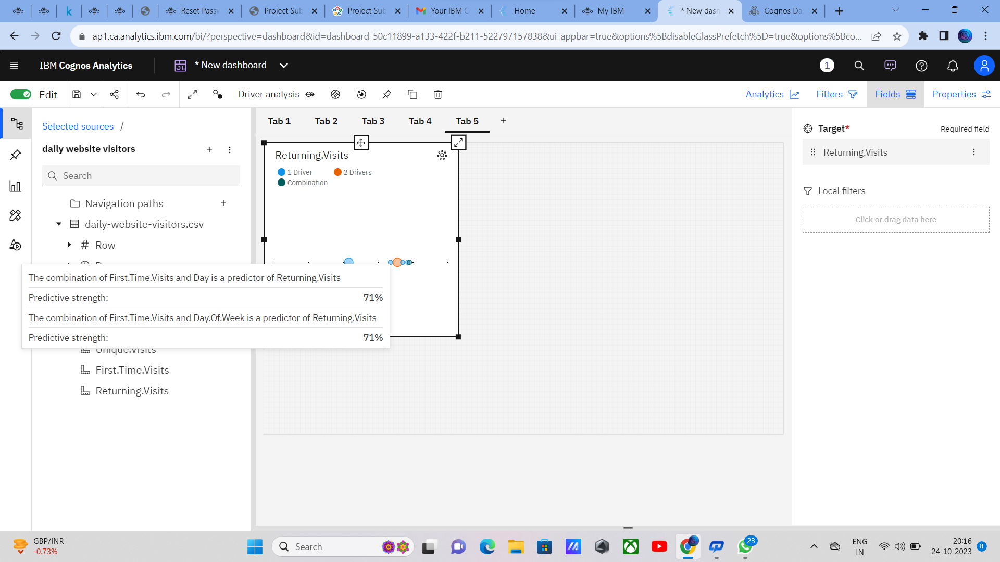 Reset Passw
Project Sub
Project Sub
Your IBM C
Home
My IBM
* New dash
Cognos Da
ap1.ca.analytics.ibm.com/bi/?perspective=dashboard&id=dashboard_50c11899-a133-422f-b211-522797157838&ui_appbar=true&options%5BdisableGlassPrefetch%5D=true&options%5Bco...
IBM Cognos Analytics
* New dashboard
1
Edit
Driver analysis
Analytics
Filters
Fields
Properties
Selected sources /
Tab 1
Tab 2
Tab 3
Tab 4
Tab 5
Target*
Required field
daily website visitors
Returning.Visits
Returning.Visits
1 Driver
2 Drivers
Combination
Search
Local filters
Navigation paths
Click or drag data here
daily-website-visitors.csv
Row
The combination of First.Time.Visits and Day is a predictor of Returning.Visits
Predictive strength: 71%
The combination of First.Time.Visits and Day.Of.Week is a predictor of Returning.Visits
Predictive strength: 71%
Unique.Visits
First.Time.Visits
Returning.Visits
GBP/INR
-0.73%
Search
23
ENG
IN
20:16
24-10-2023
8